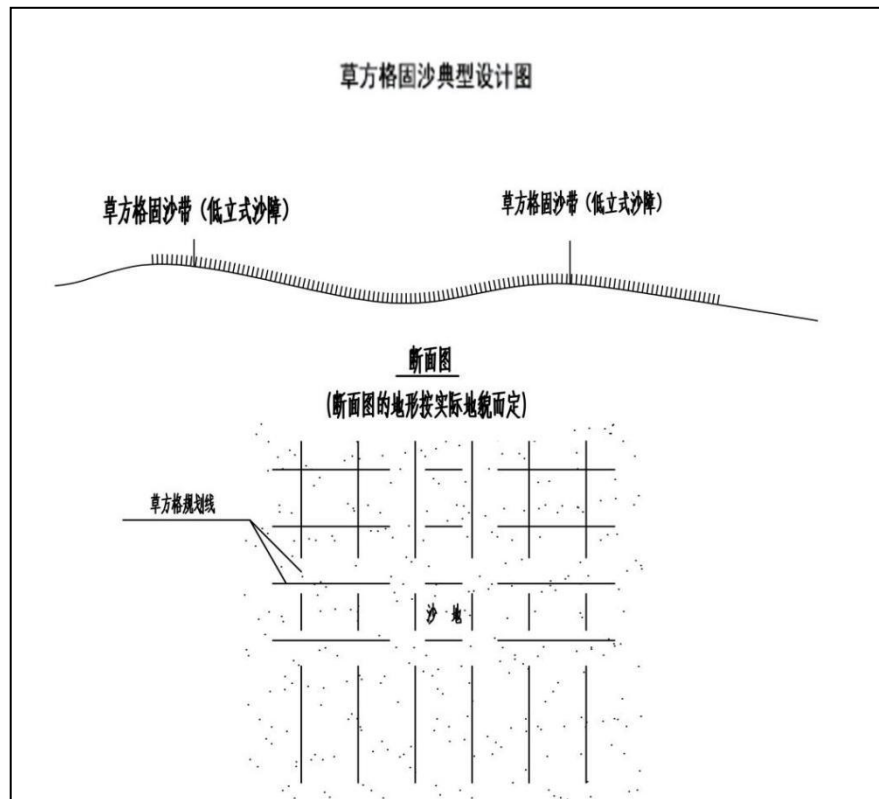 草方格固沙典型设计图
草方格固沙带(低立式沙障)
草方格固沙带(低立式沙障)
断面图
(断面图的地形按实际地貌而定)
草方格规划线
沙 地